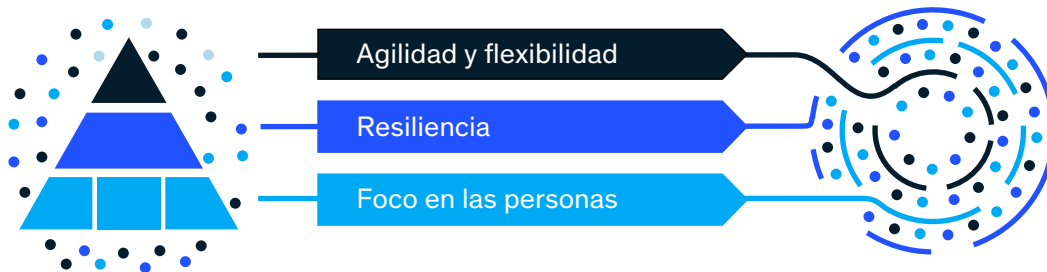 Agilidad y flexibilidad
Resiliencia
Foco en las personas